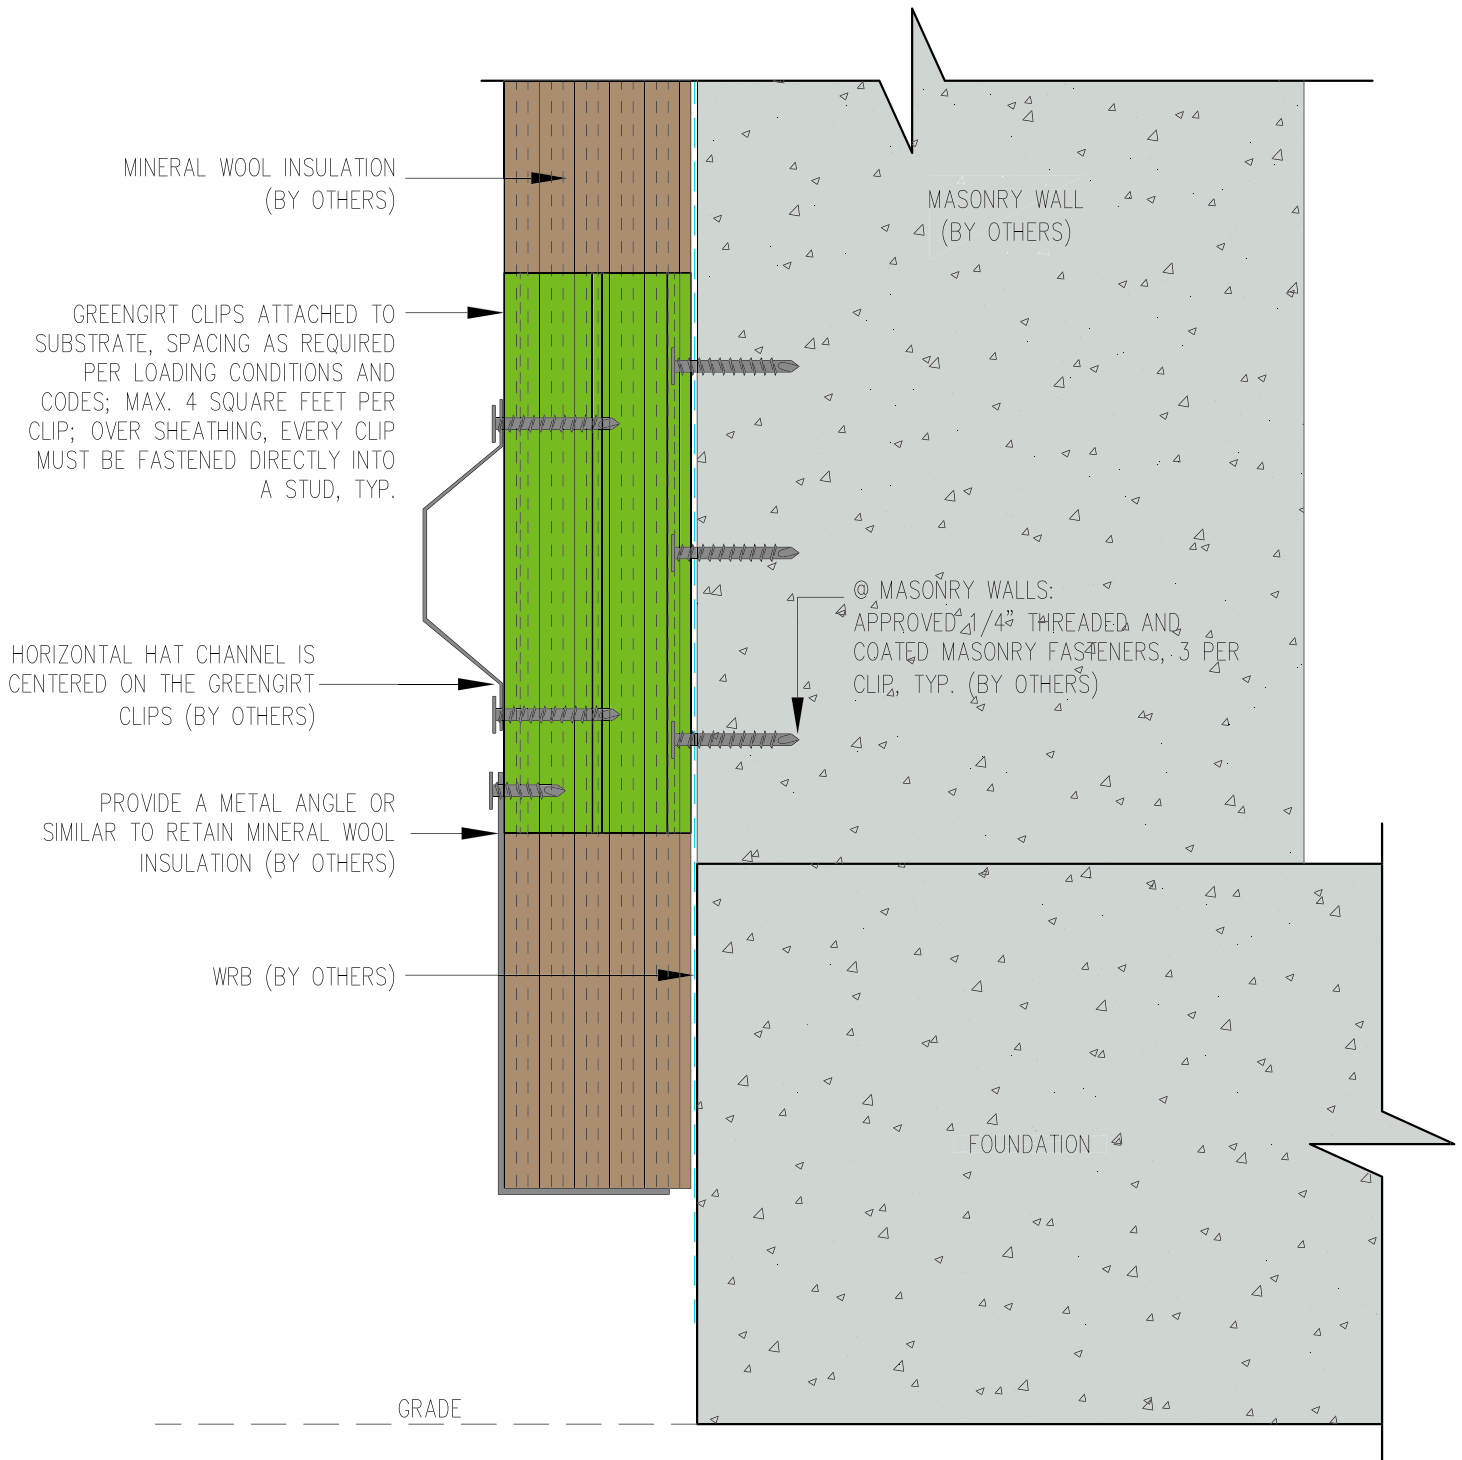 MINERAL WOOL INSULATION
(BY OTHERS)
MASONRY WALL
(BY OTHERS)
GREENGIRT CLIPS ATTACHED TO
SUBSTRATE, SPACING AS REQUIRED
PER LOADING CONDITIONS AND
CODES; MAX. 4 SQUARE FEET PER
CLIP; OVER SHEATHING, EVERY CLIP
MUST BE FASTENED DIRECTLY INTO
A STUD, TYP.
@ MASONRY WALLS:
APPROVED 1/4" THREADED AND
COATED MASONRY FASTENERS, 3 PER
CLIP, TYP. (BY OTHERS)
HORIZONTAL HAT CHANNEL IS
CENTERED ON THE GREENGIRT
CLIPS (BY OTHERS)
PROVIDE A METAL ANGLE OR
SIMILAR TO RETAIN MINERAL WOOL
INSULATION (BY OTHERS)
WRB (BY OTHERS)
FOUNDATION
GRADE